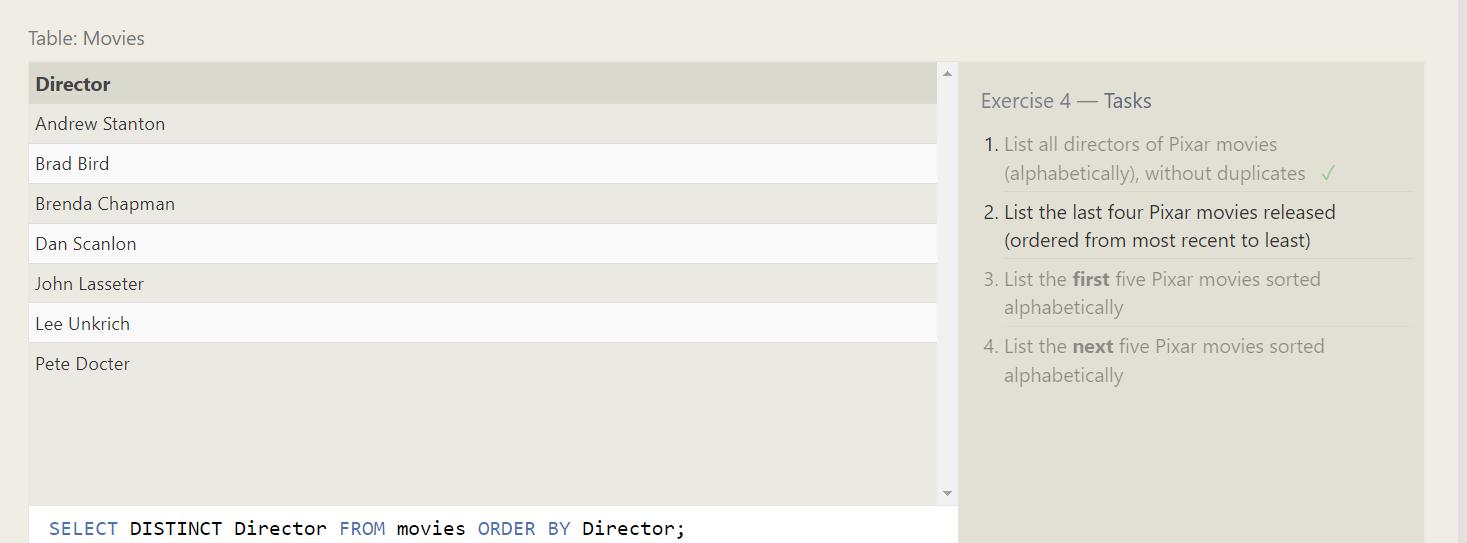 Table: Movies
Director
Andrew Stanton
Brad Bird
Brenda Chapman
Dan Scanlon
John Lasseter
Lee Unkrich
Pete Docter
SELECT DISTINCT Director FROM movies ORDER BY Director;
Exercise 4 — Tasks
1. List all directors of Pixar movies
(alphabetically), without duplicates ✓
2. List the last four Pixar movies released
(ordered from most recent to least)
3. List the first five Pixar movies sorted
alphabetically
4. List the next five Pixar movies sorted
alphabetically